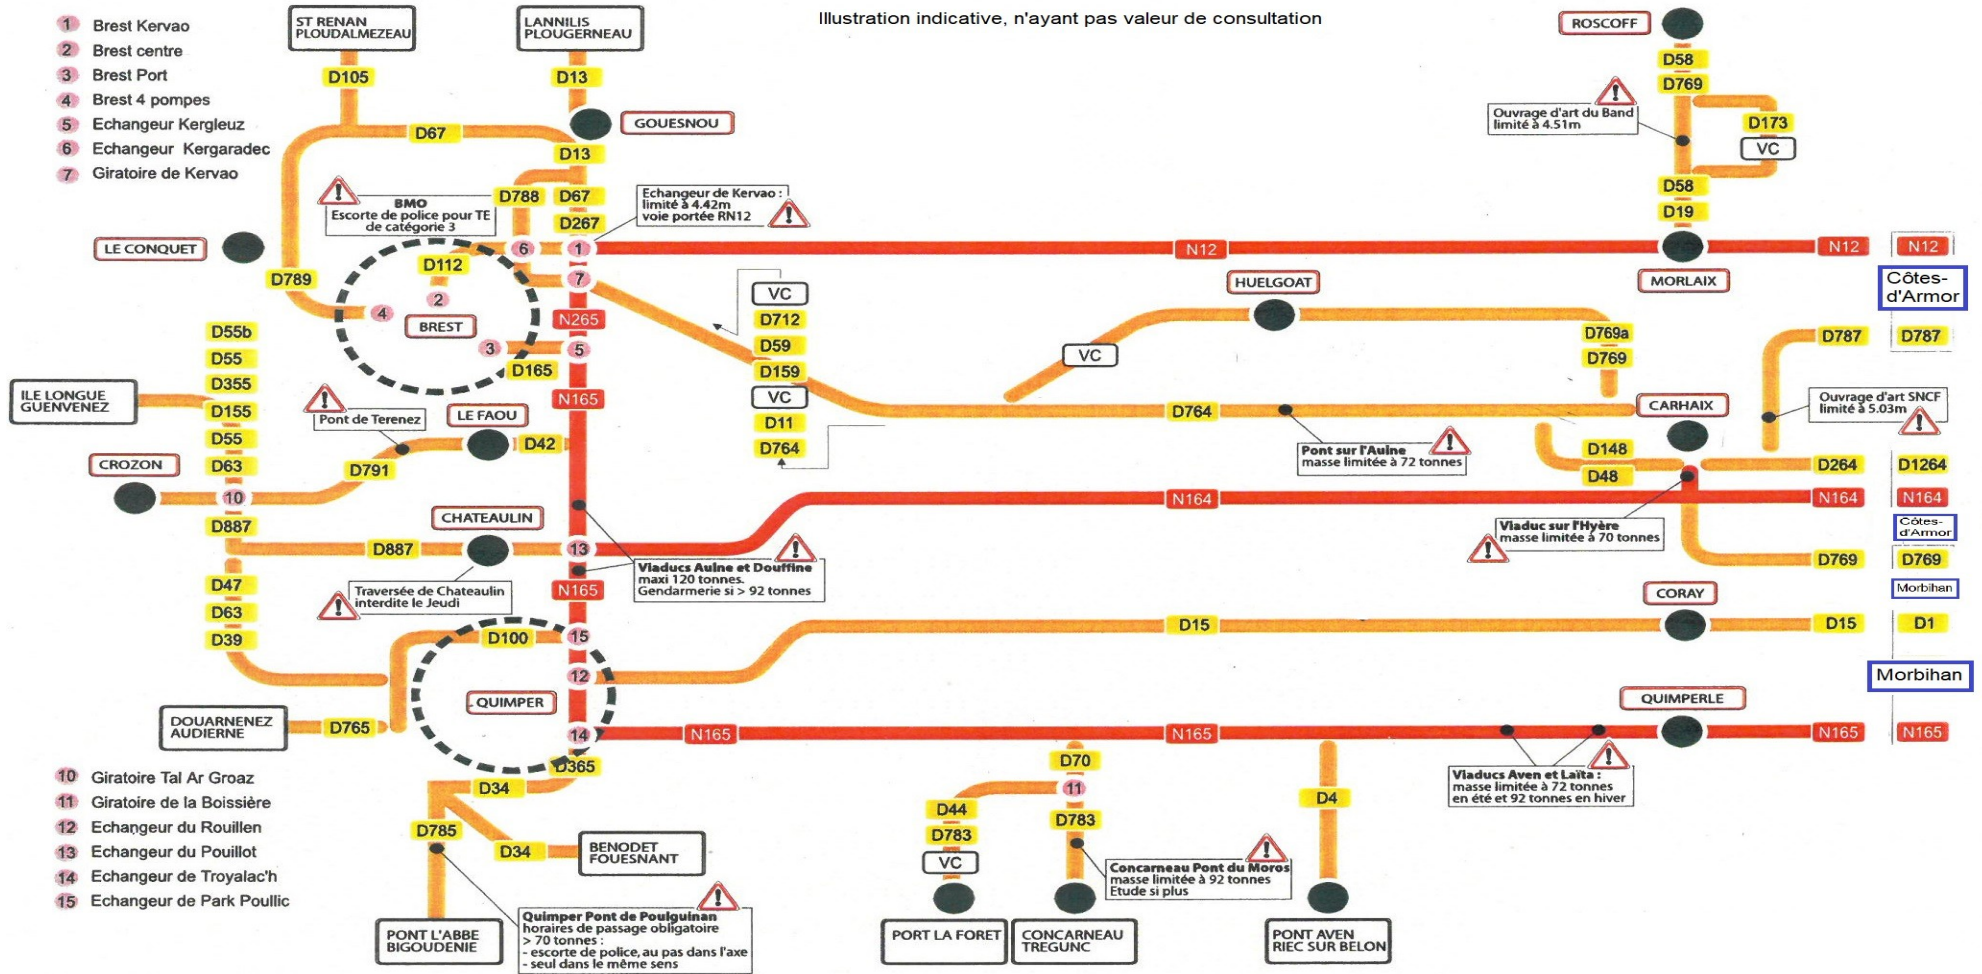 Illustration indicative, n'ayant pas valeur de consultation
1 Brest Kervao
2 Brest centre
3 Brest Port
4 Brest 4 pompes
5 Echangeur Kergleuz
6 Echangeur Kergaradec
7 Giratoire de Kervao
ST RENAN
PLOUDALMEZEAU
LANNILIS
PLOUGERNEAU
D105
D13
GOUESNOU
D67
D13
D788
D67
D267
BMO
Escorte de police pour TE
de catégorie 3
Echangeur de Kervao :
limité à 4.42m
voie portée RN12
ROSCOFF
D58
D769
Ouvrage d'art du Band
limité à 4.51m
D173
VC
D58
D19
LE CONQUET
6
1
N12
N12
N12
MORLAIX
Côtes-
d'Armor
D789
D112
7
2
4
BREST
N265
3
5
D165
N165
VC
D712
D59
D159
VC
D11
D764
HUELGOAT
VC
D769a
D769
D787
D787
D764
CARHAIX
Ouvrage d'art SNCF
limité à 5.03m
Pont sur l'Aulne
masse limitée à 72 tonnes
D148
D48
D264
D1264
N164
N164
N164
Côtes-
d'Armor
Viaduc sur l'Hyère
masse limitée à 70 tonnes
D769
D769
Morbihan
D55b
D55
D355
D155
D55
D63
ILE LONGUE
GUENVENEZ
Pont de Terenez
LE FAOU
D42
CROZON
D791
10
D887
CHATEAULIN
D887
13
Viaducs Aulne et Douffine
maxi 120 tonnes.
Gendarmerie si > 92 tonnes
Traversée de Chateaulin
interdite le Jeudi
N165
D47
D63
D39
D100
15
12
CORAY
D15
D15
D1
Morbihan
QUIMPER
DOUARNENEZ
AUDIERNE
D765
14
N165
N165
QUIMPERLE
N165
N165
D365
10 Giratoire Tal Ar Groaz
11 Giratoire de la Boissière
12 Echangeur du Rouillen
13 Echangeur du Pouillot
14 Echangeur de Troyalac'h
15 Echangeur de Park Poullic
D34
D785
D34
BENODET
FOUESNANT
PONT L'ABBE
BIGOUDENIE
Quimper Pont de Poulguinan
horaires de passage obligatoire
> 70 tonnes :
- escorte de police, au pas dans l'axe
- seul dans le même sens
D70
11
D44
D783
VC
D783
PORT LA FORET
CONCARNEAU
TREGUNC
Concarneau Pont du Moros
masse limitée à 92 tonnes
Etude si plus
D4
PONT AVEN
RIEC SUR BELON
Viaducs Aven et Laïta :
masse limitée à 72 tonnes
en été et 92 tonnes en hiver